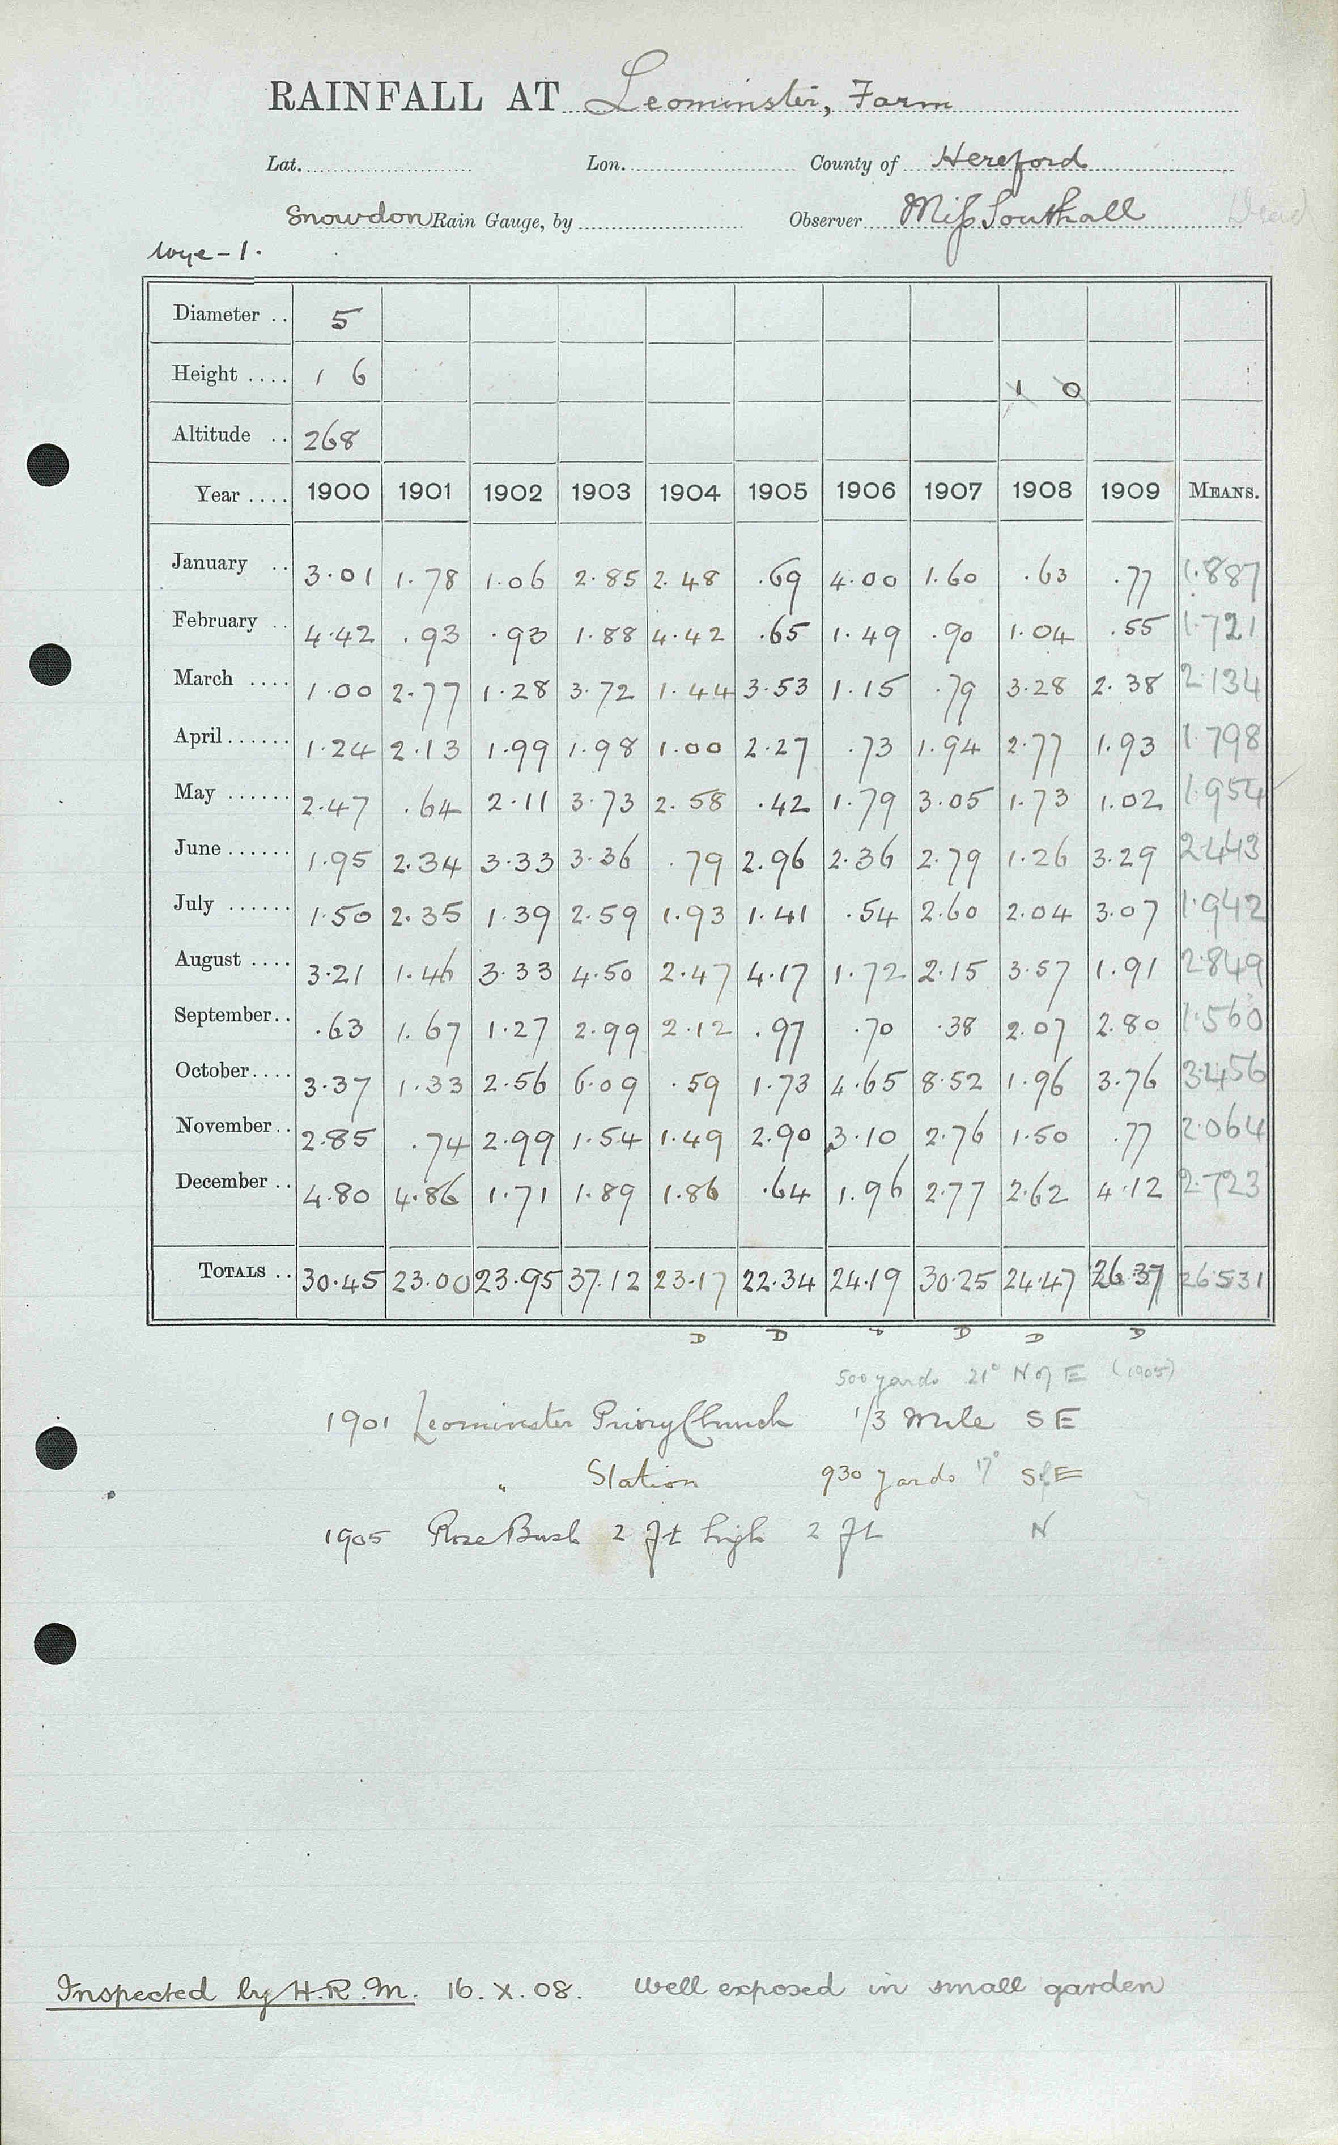 RAINFALL AT Leominster, Farm
Lat. Lon. County of Hereford
Snowdon Rain Gauge, by Observer Miss Southall Dead
Wye - 1.
Diameter .. 5
Height .... 1 6 1 0
Altitude .. 268
Year .... 1900 1901 1902 1903 1904 1905 1906 1907 1908 1909 MEANS.
January .. 3.01 1.78 1.06 2.85 2.48 .69 4.00 1.60 .63 .77 1.887
February .. 4.42 .93 .93 1.88 4.42 .65 1.49 .90 1.04 .55 1.721
March .... 1.00 2.77 1.28 3.72 1.44 3.53 1.15 .79 3.28 2.38 2.134
April ...... 1.24 2.13 1.99 1.98 1.00 2.27 .73 1.94 2.77 1.93 1.798
May ...... 2.47 .64 2.11 3.73 2.58 .42 1.79 3.05 1.73 1.02 1.954
June ...... 1.95 2.34 3.33 3.36 .79 2.96 2.36 2.79 1.26 3.29 2.443
July ...... 1.50 2.35 1.39 2.59 1.93 1.41 .54 2.60 2.04 3.07 1.942
August .... 3.21 1.46 3.33 4.50 2.47 4.17 1.72 2.15 3.57 1.91 2.849
September .. .63 1.67 1.27 2.99 2.12 .97 .70 .38 2.07 2.80 1.560
October .... 3.37 1.33 2.56 6.09 .59 1.73 4.65 8.52 1.96 3.76 3.456
November .. 2.85 .74 2.99 1.54 1.49 2.90 3.10 2.76 1.50 .77 2.064
December .. 4.80 4.86 1.71 1.89 1.86 .64 1.96 2.77 2.62 4.12 2.723
TOTALS .. 30.45 23.00 23.95 37.12 23.17 22.34 24.19 30.25 24.47 26.37 26.531
D D D D D D
500 yards 21° N of E (1905)
1901 Leominster Priory Church 1/3 Mile S E
" Station 930 yards 17° S of E
1905 Rose Bush 2 ft high 2 ft N
Inspected by H.R.M. 16. X. 08. Well exposed in small garden